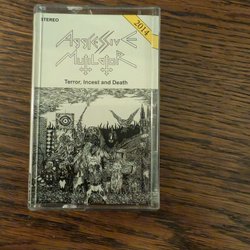 STEREO
2014...
AGGRESSIVE
MUTILATOR
Terror, Incest and Death